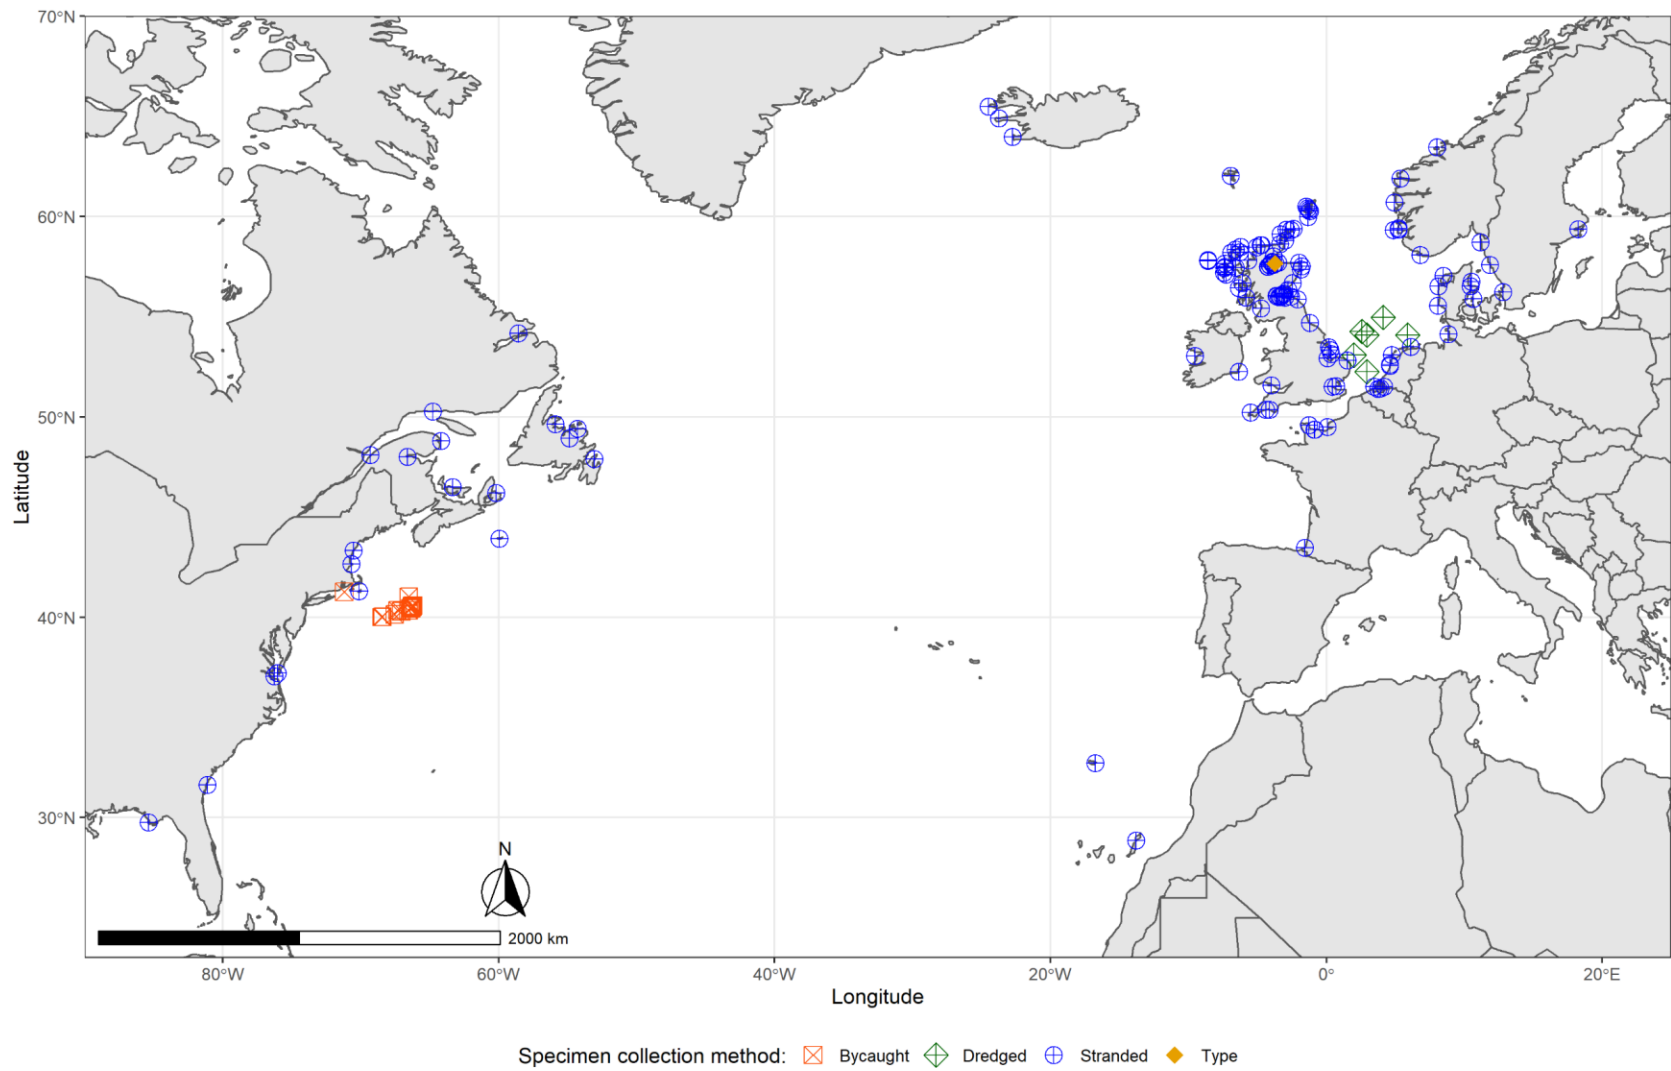 70°N
60°N
50°N
40°N
30°N
Latitude
N
2000 km
80°W
60°W
40°W
20°W
0°
20°E
Longitude
Specimen collection method: Bycaught Dredged Stranded Type